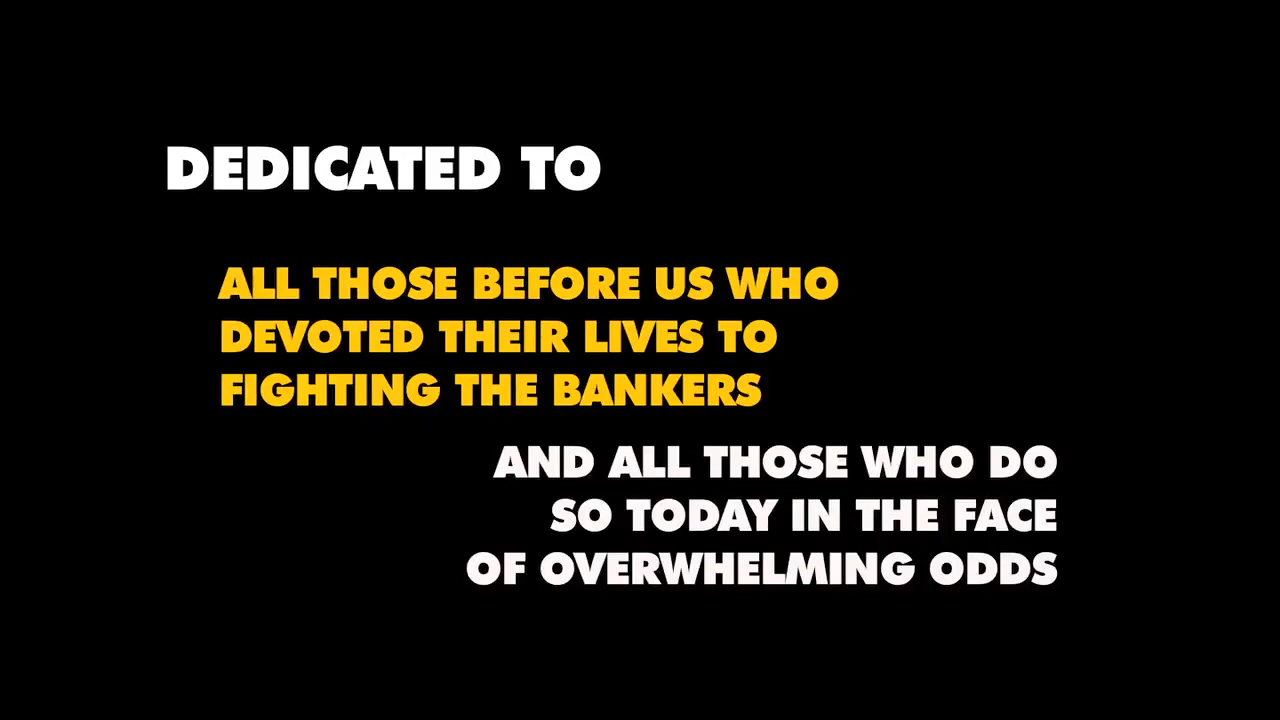 DEDICATED TO
ALL THOSE BEFORE US WHO
DEVOTED THEIR LIVES TO
FIGHTING THE BANKERS
AND ALL THOSE WHO DO
SO TODAY IN THE FACE
OF OVERWHELMING ODDS